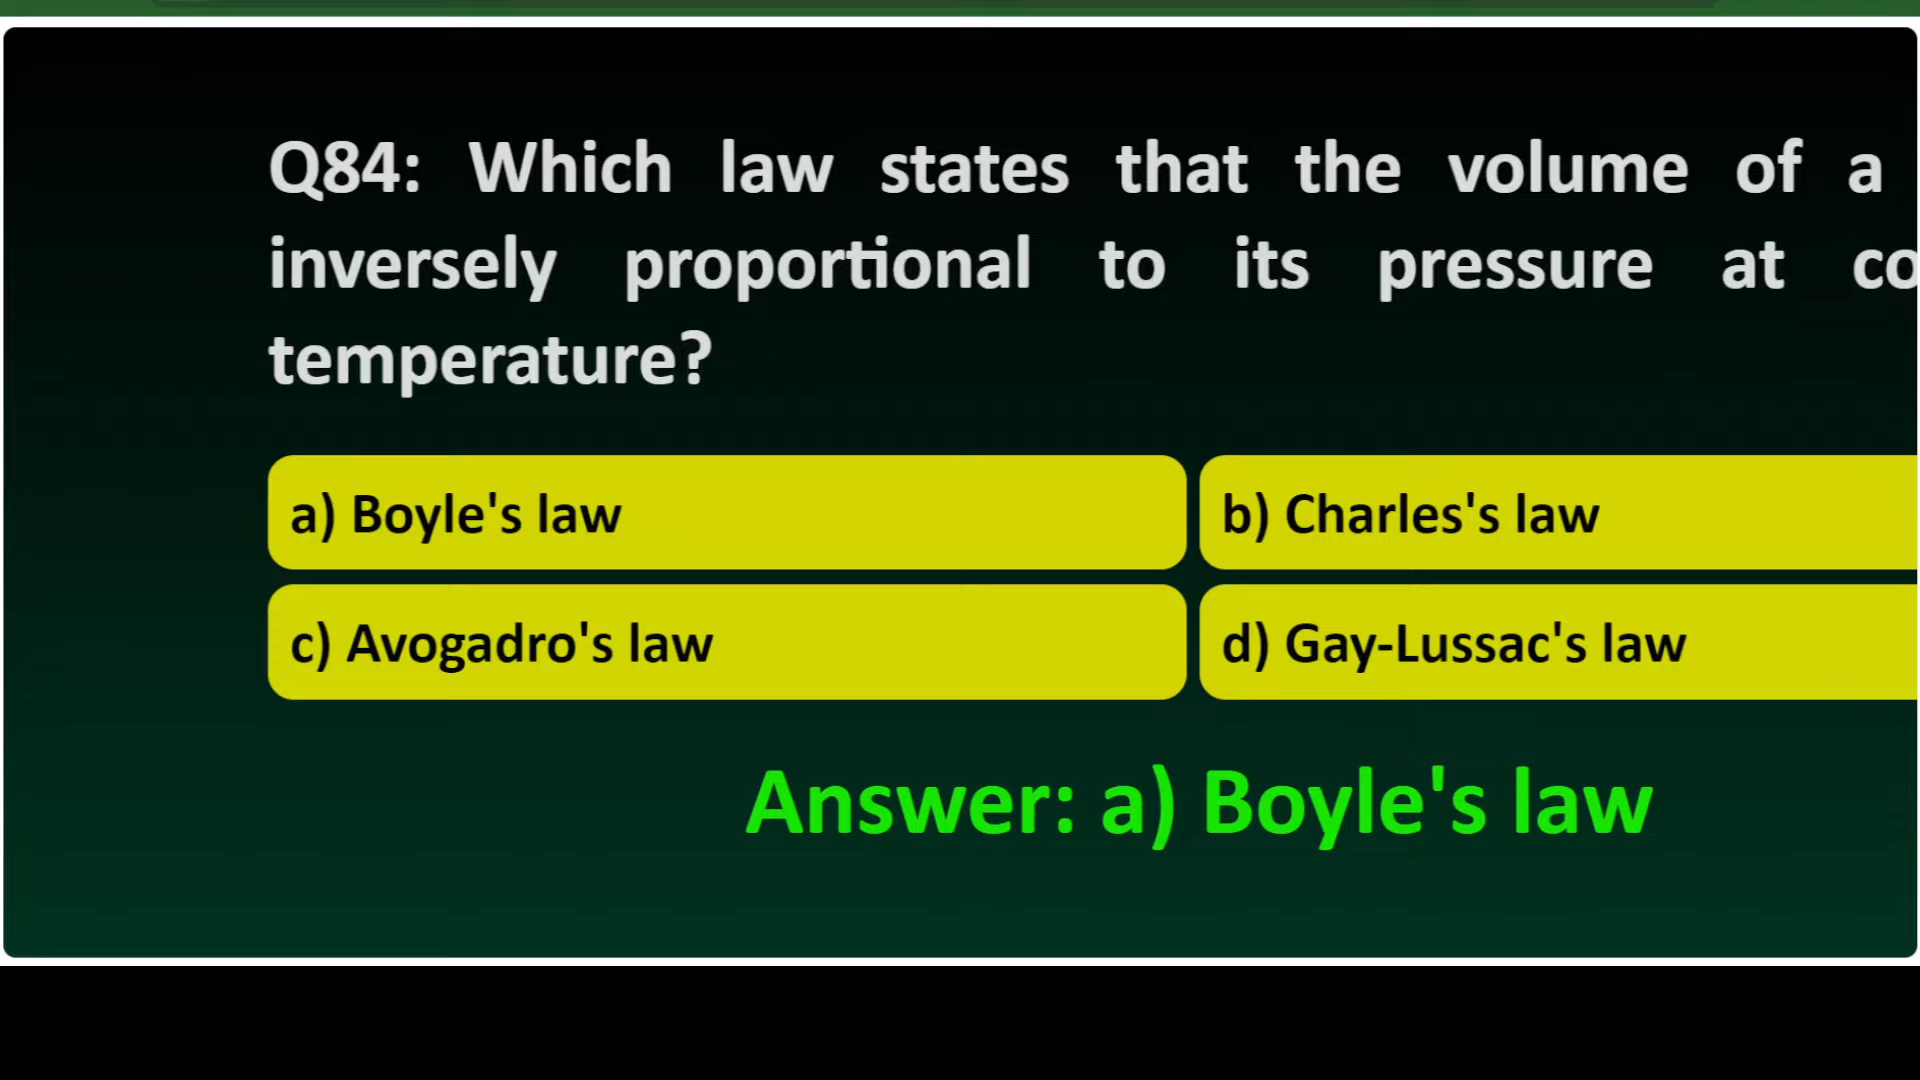 Q84: Which law states that the volume of a
inversely proportional to its pressure at co
temperature?
a) Boyle's law
b) Charles's law
c) Avogadro's law
d) Gay-Lussac's law
Answer: a) Boyle's law